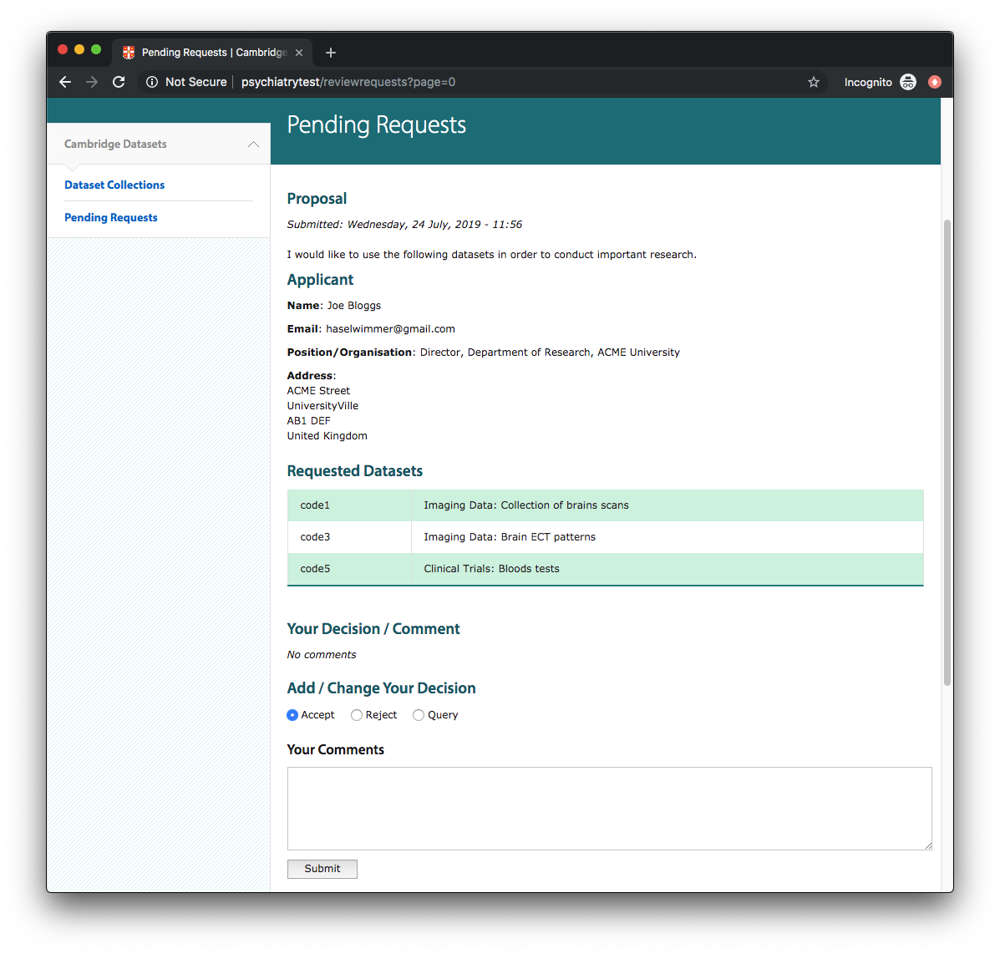 Pending Requests | Cambridge
Not Secure
psychiatrytest/reviewrequests?page=0
Incognito
Pending Requests
Cambridge Datasets
Dataset Collections
Pending Requests
Proposal
Submitted: Wednesday, 24 July, 2019 - 11:56
I would like to use the following datasets in order to conduct important research.
Applicant
Name: Joe Bloggs
Email: haselwimmer@gmail.com
Position/Organisation: Director, Department of Research, ACME University
Address:
ACME Street
UniversityVille
AB1 DEF
United Kingdom
Requested Datasets
code1 Imaging Data: Collection of brains scans
code3 Imaging Data: Brain ECT patterns
code5 Clinical Trials: Bloods tests
Your Decision / Comment
No comments
Add / Change Your Decision
Accept Reject Query
Your Comments
Submit